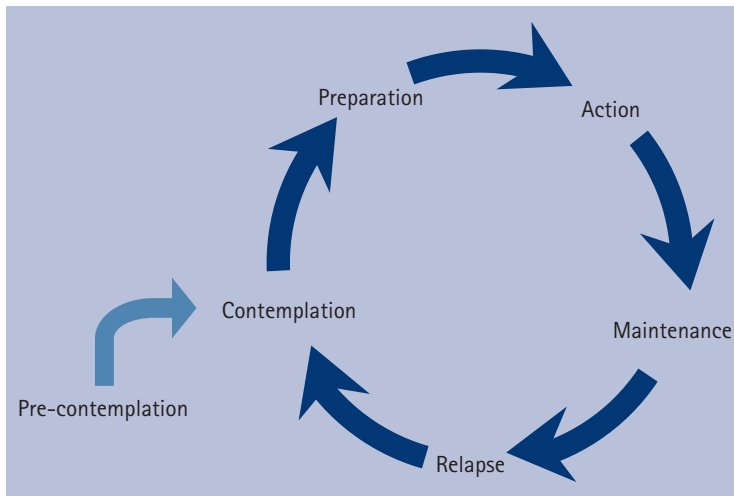 Preparation
Action
Contemplation
Maintenance
Pre-contemplation
Relapse